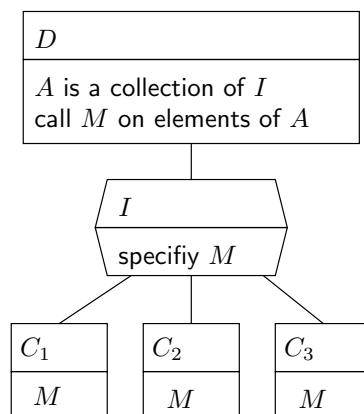 D
A is a collection of I
call M on elements of A
I
specifiy M
C₁ C₂ C₃
M M M